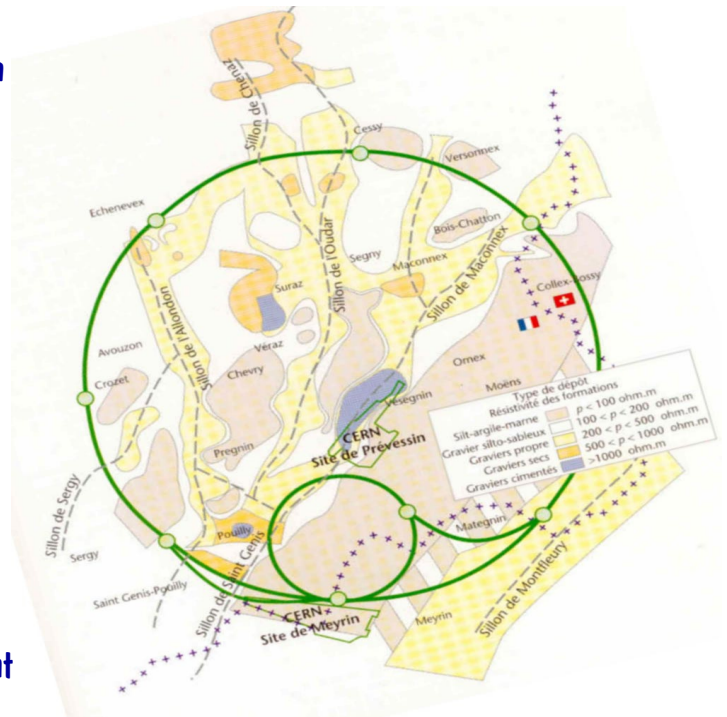 Sillon de Chenaz
Cessy
Versonnex
Echenevex
Bois-Chatton
Sillon de l'Oudar
Segny
Maconnex
Sillon de Maconnex
Suraz
Collex-Bossy
Sillon de l'Allondon
Véraz
Avouzon
Chevry
Ornex
Crozet
Moëns
Vésegnin
Type de dépôt
Résistivité des formations
Silt-argile-marne p < 100 ohm.m
Gravier silto-sableux 100 < p < 200 ohm.m
Graviers propre 200 < p < 500 ohm.m
Graviers secs 500 < p < 1000 ohm.m
Graviers cimentés >1000 ohm.m
CERN
Site de Prévessin
Pregnin
Sillon de Sergy
Pouilly
Mategnin
Sergy
Saint Genis-Pouilly
Sillon de Saint Genis
CERN
Site de Meyrin
Meyrin
Sillon de Montfleury